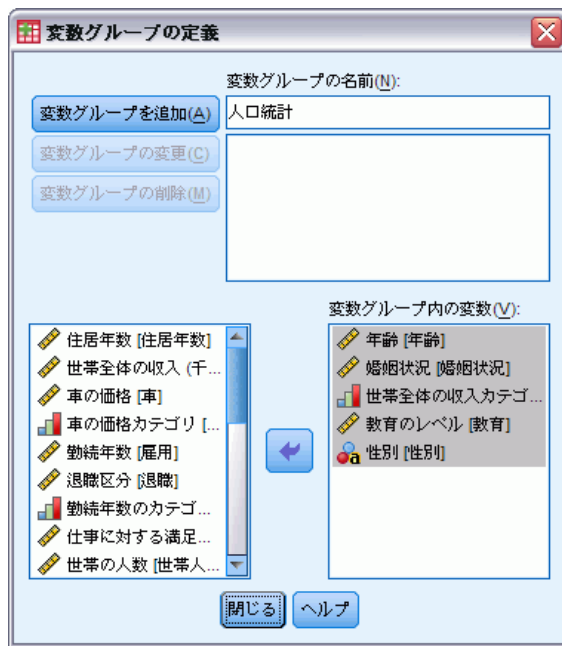 変数グループの定義
変数グループの名前(N):
変数グループを追加(A)
人口統計
変数グループの変更(C)
変数グループの削除(M)
変数グループ内の変数(V):
住居年数 [住居年数]
世帯全体の収入 (千...
車の価格 [車]
車の価格カテゴリ [...
勤続年数 [雇用]
退職区分 [退職]
勤続年数のカテゴ...
仕事に対する満足...
世帯の人数 [世帯人...
年齢 [年齢]
婚姻状況 [婚姻状況]
世帯全体の収入カテゴ...
教育のレベル [教育]
a 性別 [性別]
閉じる
ヘルプ